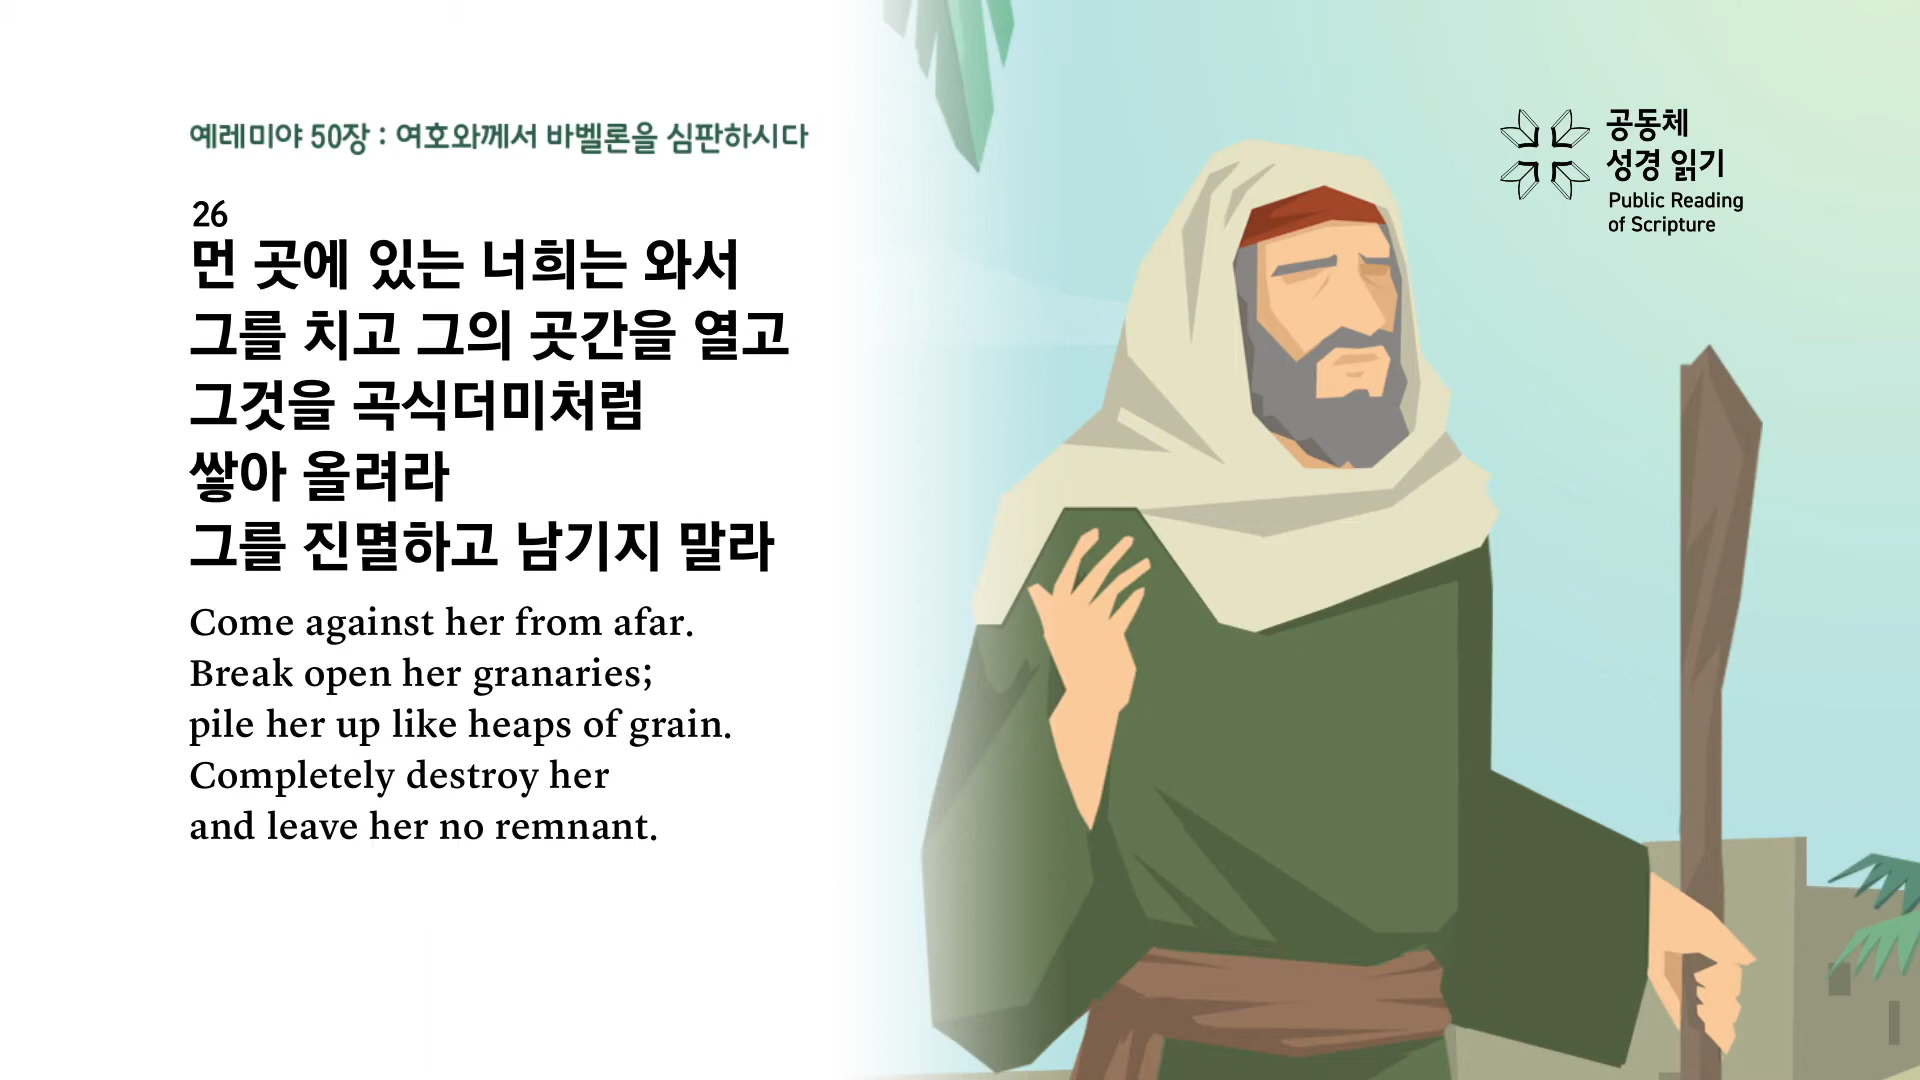 예레미야 50장 : 여호와께서 바벨론을 심판하시다
26
먼 곳에 있는 너희는 와서
그를 치고 그의 곳간을 열고
그것을 곡식더미처럼
쌓아 올려라
그를 진멸하고 남기지 말라
Come against her from afar.
Break open her granaries;
pile her up like heaps of grain.
Completely destroy her
and leave her no remnant.
공동체
성경 읽기
Public Reading
of Scripture